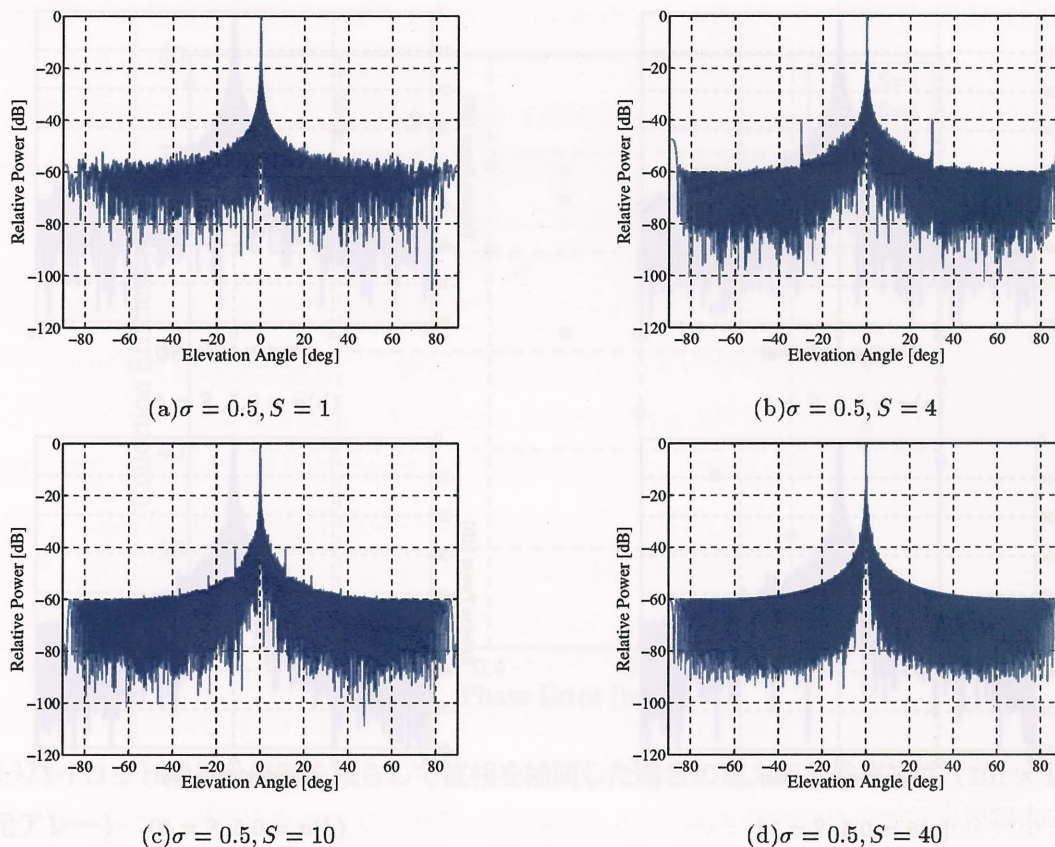 0
−20
−40
−60
−80
−100
−120
Relative Power [dB]
−80 −60 −40 −20 0 20 40 60 80
Elevation Angle [deg]
(a)σ = 0.5, S = 1
0
−20
−40
−60
−80
−100
−120
Relative Power [dB]
−80 −60 −40 −20 0 20 40 60 80
Elevation Angle [deg]
(b)σ = 0.5, S = 4
0
−20
−40
−60
−80
−100
−120
Relative Power [dB]
−80 −60 −40 −20 0 20 40 60 80
Elevation Angle [deg]
(c)σ = 0.5, S = 10
0
−20
−40
−60
−80
−100
−120
Relative Power [dB]
−80 −60 −40 −20 0 20 40 60 80
Elevation Angle [deg]
(d)σ = 0.5, S = 40
0.4
Phase Error